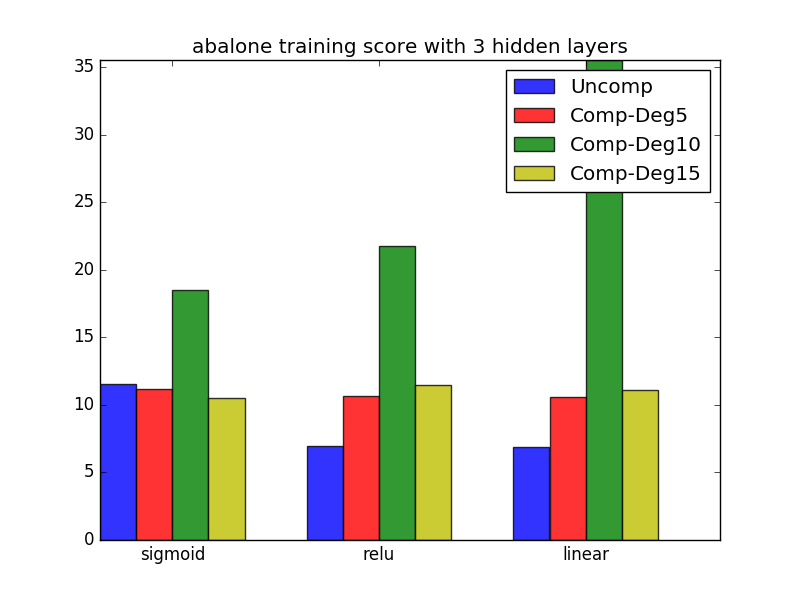 abalone training score with 3 hidden layers
35
30
25
20
15
10
5
0
Uncomp
Comp-Deg5
Comp-Deg10
Comp-Deg15
sigmoid
relu
linear